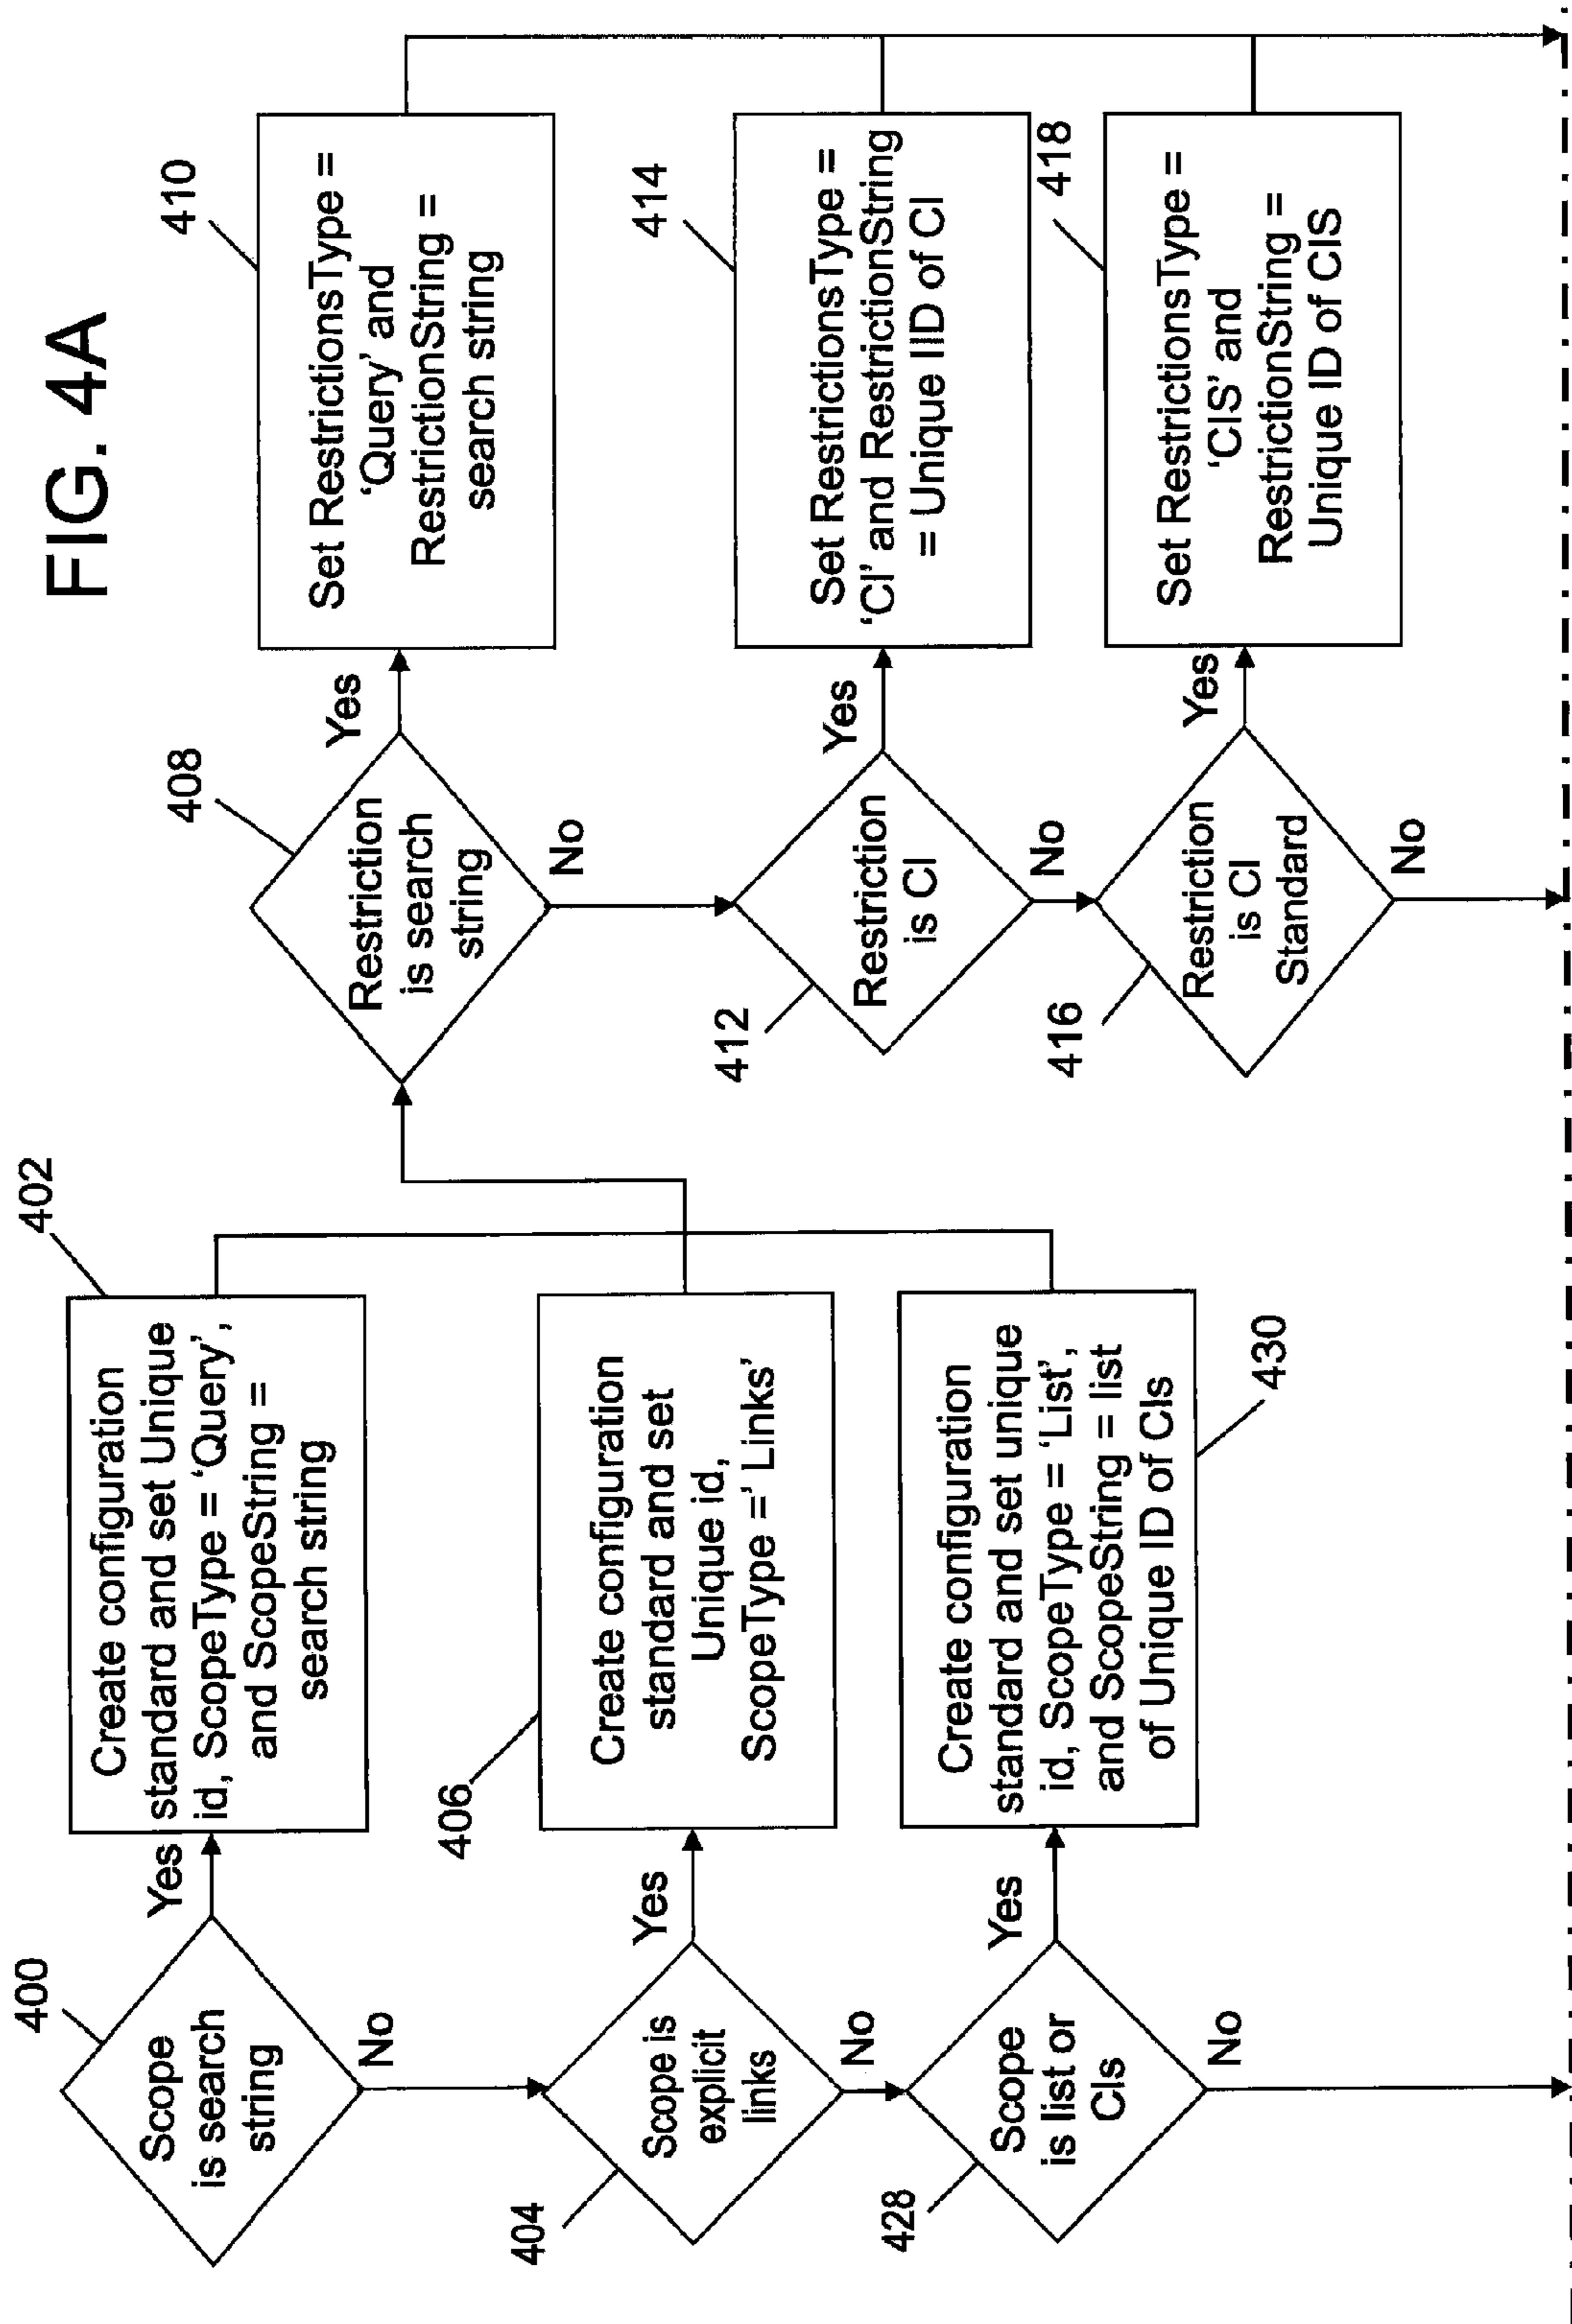 FIG. 4A
400
Scope
is search
string
Yes
No
402
Create configuration
standard and set Unique
id, ScopeType = ‘Query’,
and ScopeString =
search string
404
Scope is
explicit
links
Yes
No
406
Create configuration
standard and set
Unique id,
ScopeType =’ Links’
428
Scope
is list or
CIs
Yes
No
Create configuration
standard and set unique
id, ScopeType = ‘List’,
and ScopeString = list
of Unique ID of CIs
430
408
Restriction
is search
string
Yes
No
410
Set RestrictionsType =
‘Query’ and
RestrictionString =
search string
412
Restriction
is CI
Yes
No
414
Set RestrictionsType =
‘CI’ and RestrictionString
= Unique IID of CI
416
Restriction
is CI
Standard
Yes
No
418
Set RestrictionsType =
‘CIS’ and
RestrictionString =
Unique ID of CIS